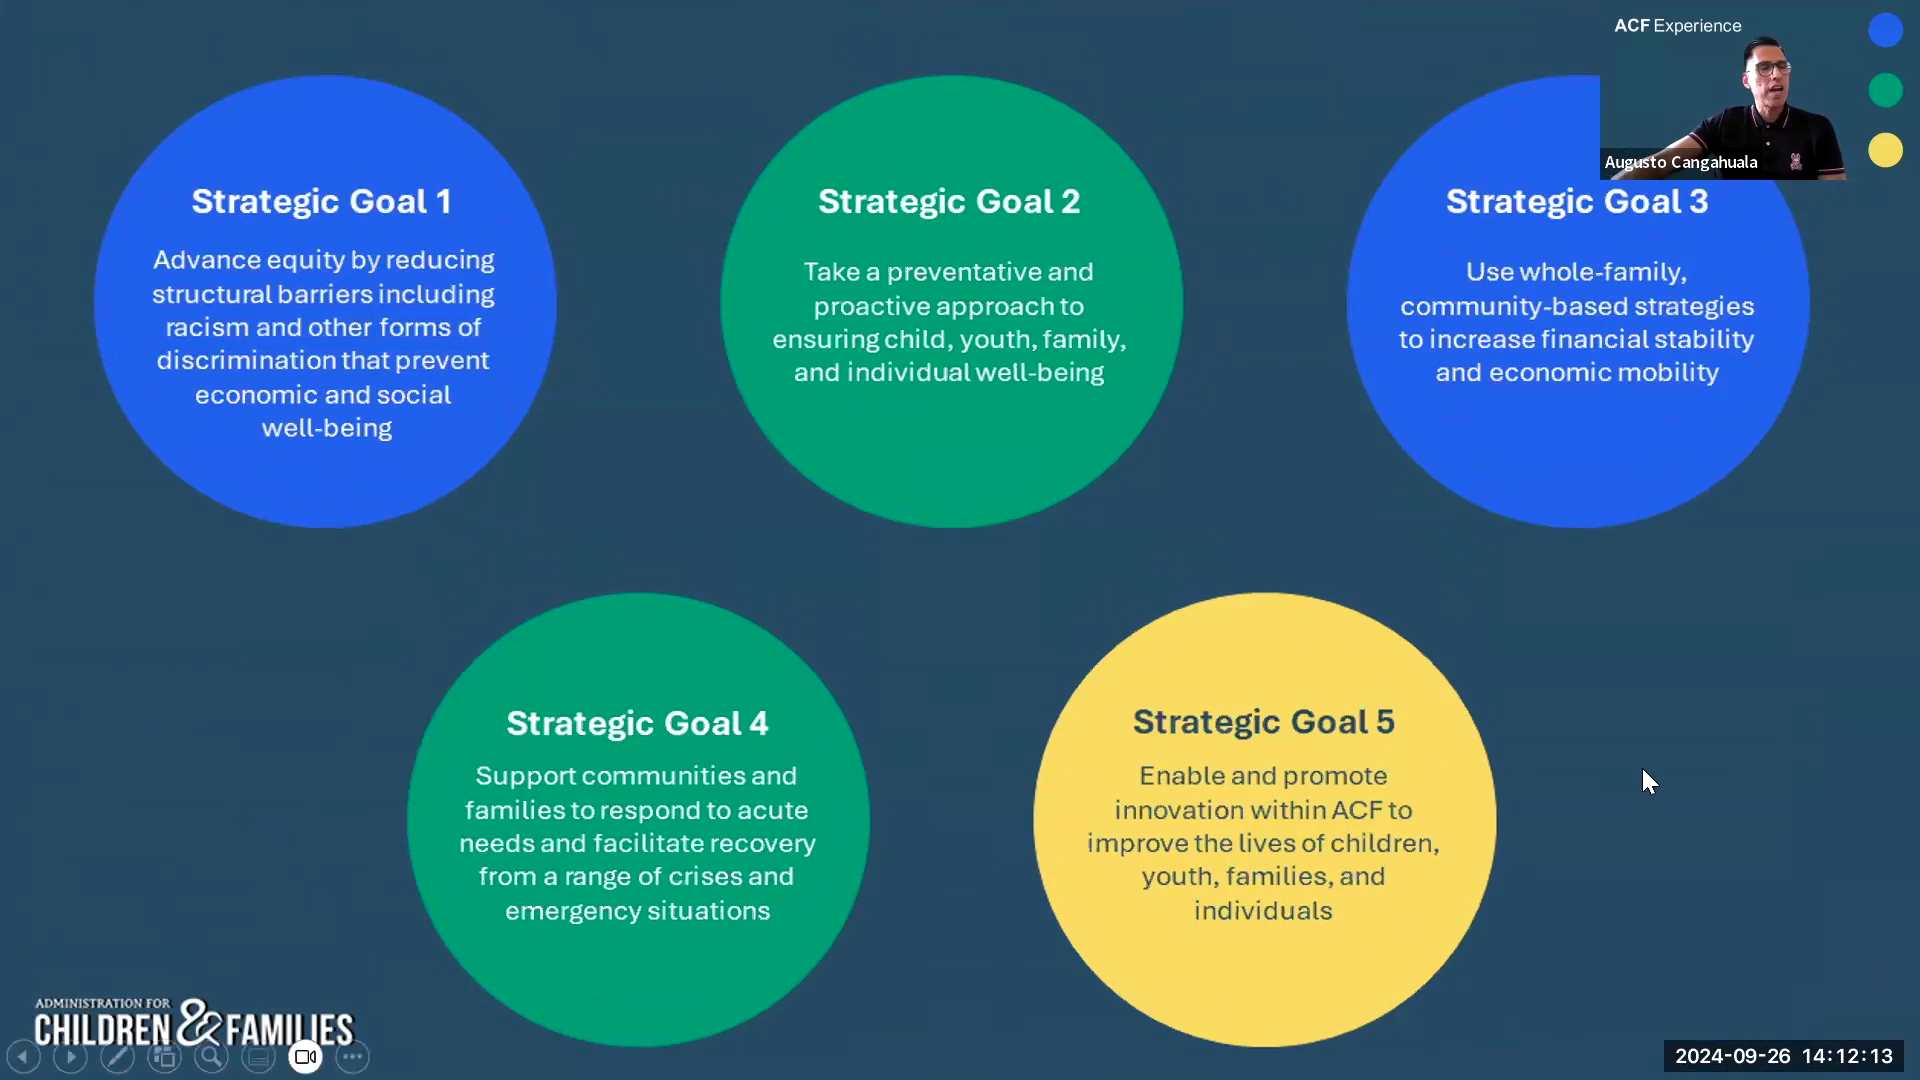 ACF Experience
Augusto Cangahuala
Strategic Goal 1
Advance equity by reducing
structural barriers including
racism and other forms of
discrimination that prevent
economic and social
well-being
Strategic Goal 2
Take a preventative and
proactive approach to
ensuring child, youth, family,
and individual well-being
Strategic Goal 3
Use whole-family,
community-based strategies
to increase financial stability
and economic mobility
Strategic Goal 4
Support communities and
families to respond to acute
needs and facilitate recovery
from a range of crises and
emergency situations
Strategic Goal 5
Enable and promote
innovation within ACF to
improve the lives of children,
youth, families, and
individuals
ADMINISTRATION FOR
CHILDREN & FAMILIES
2024-09-26 14:12:13